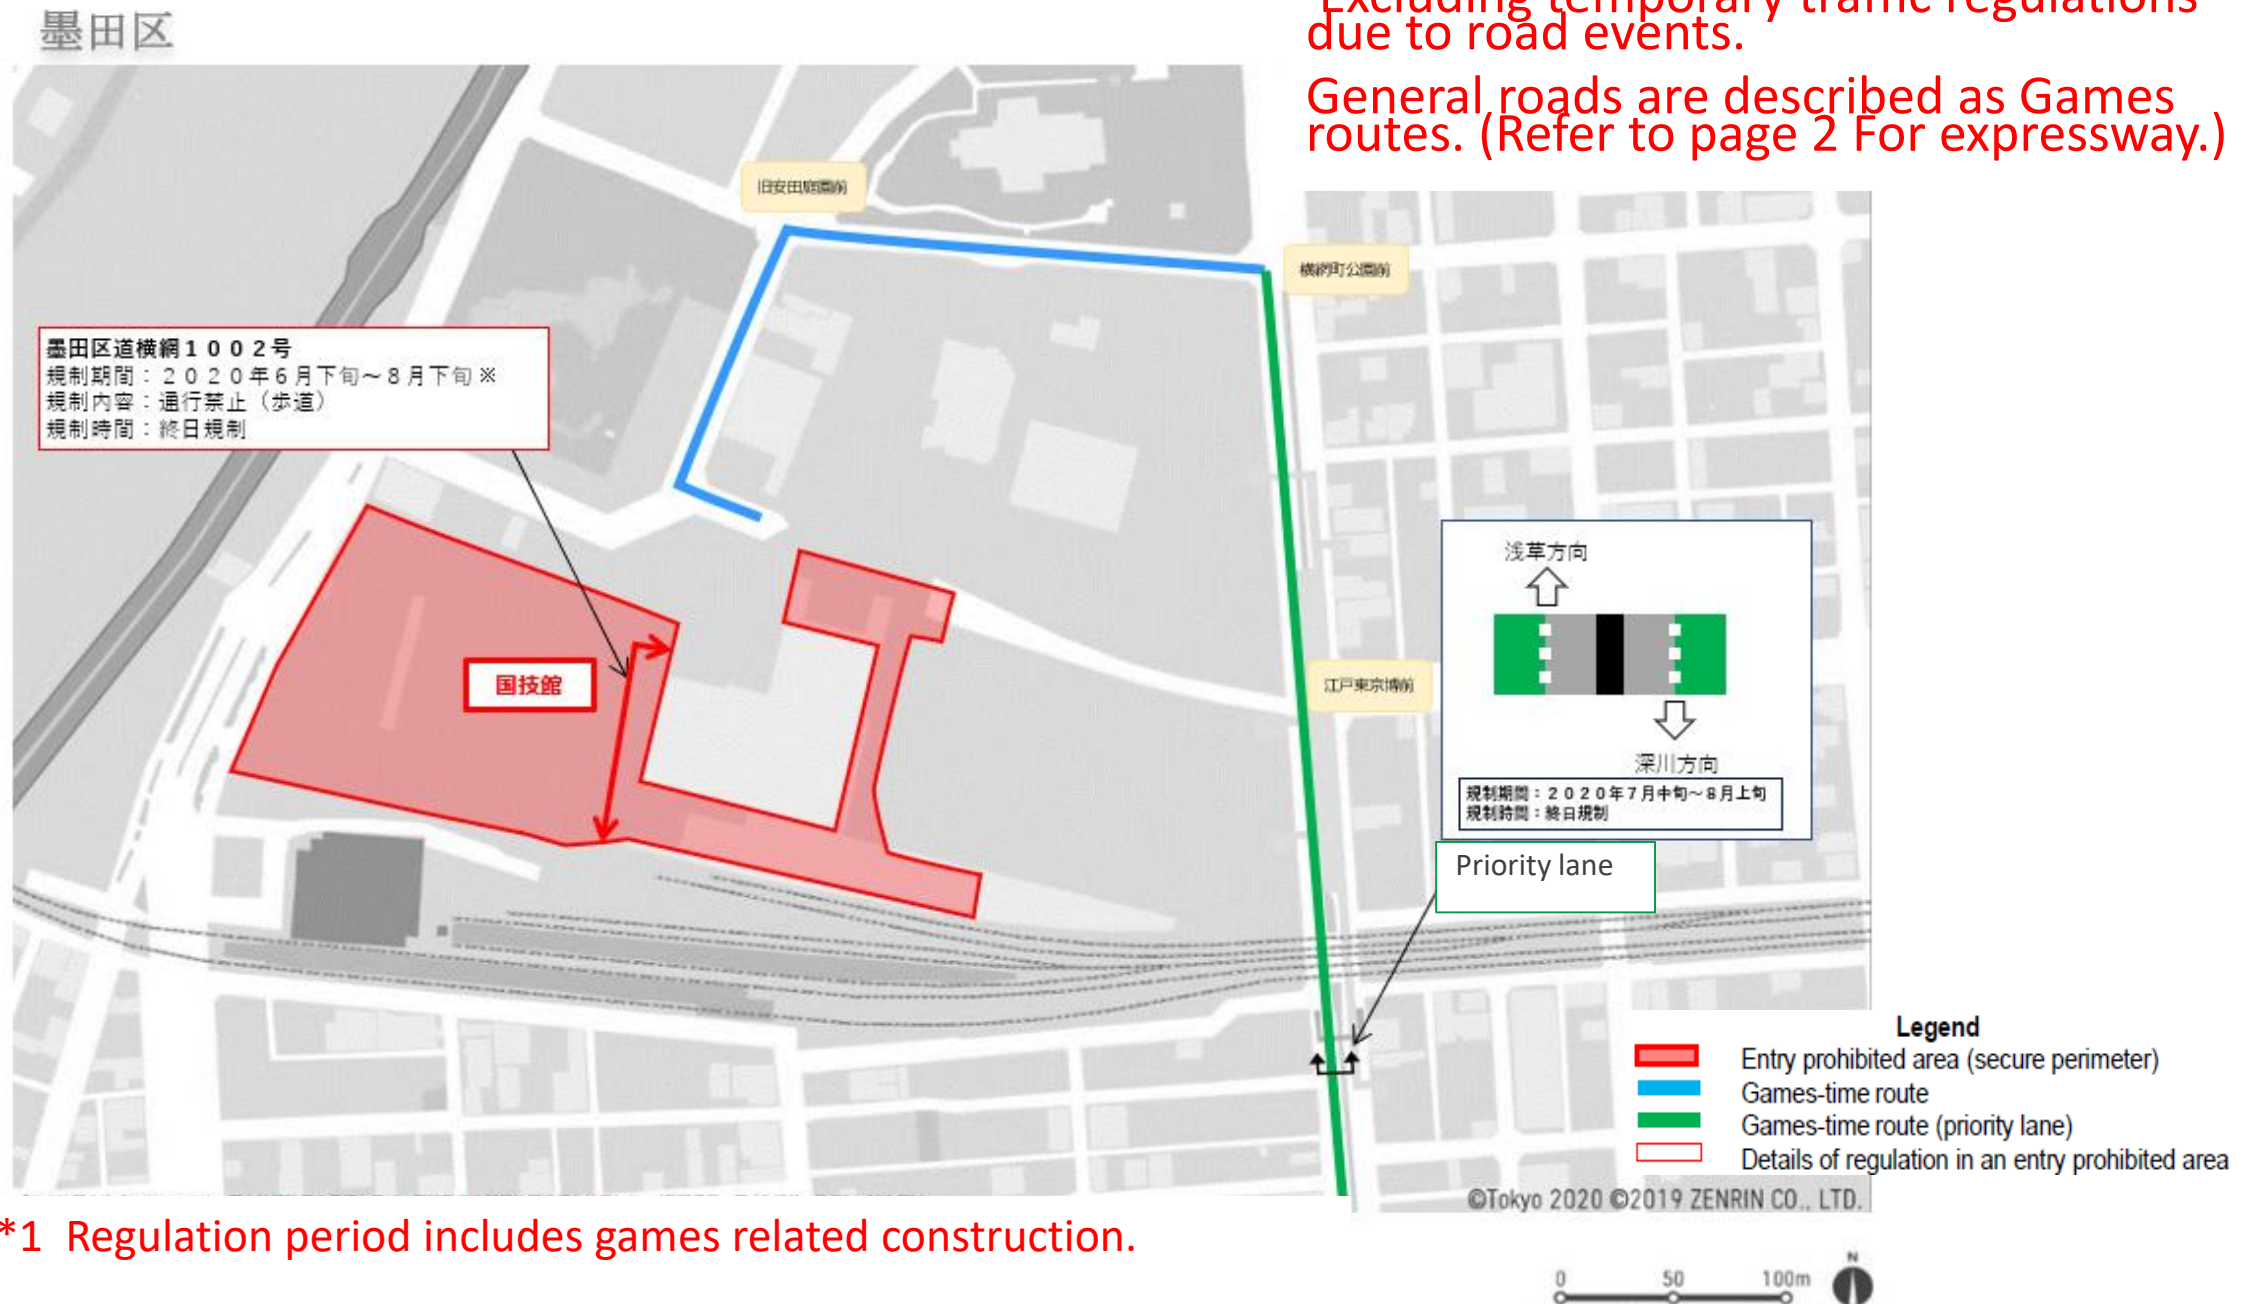 墨田区
Excluding temporary traffic regulations
due to road events.
General roads are described as Games
routes. (Refer to page 2 For expressway.)
旧安田庭園前
横網町公園前
墨田区道横網１００２号
規制期間：２０２０年６月下旬～８月下旬※
規制内容：通行禁止（歩道）
規制時間：終日規制
国技館
江戸東京博前
浅草方向
深川方向
規制期間：２０２０年７月中旬～８月上旬
規制時間：終日規制
Priority lane
Legend
Entry prohibited area (secure perimeter)
Games-time route
Games-time route (priority lane)
Details of regulation in an entry prohibited area
©Tokyo 2020 ©2019 ZENRIN CO., LTD.
*1 Regulation period includes games related construction.
0 50 100m
N